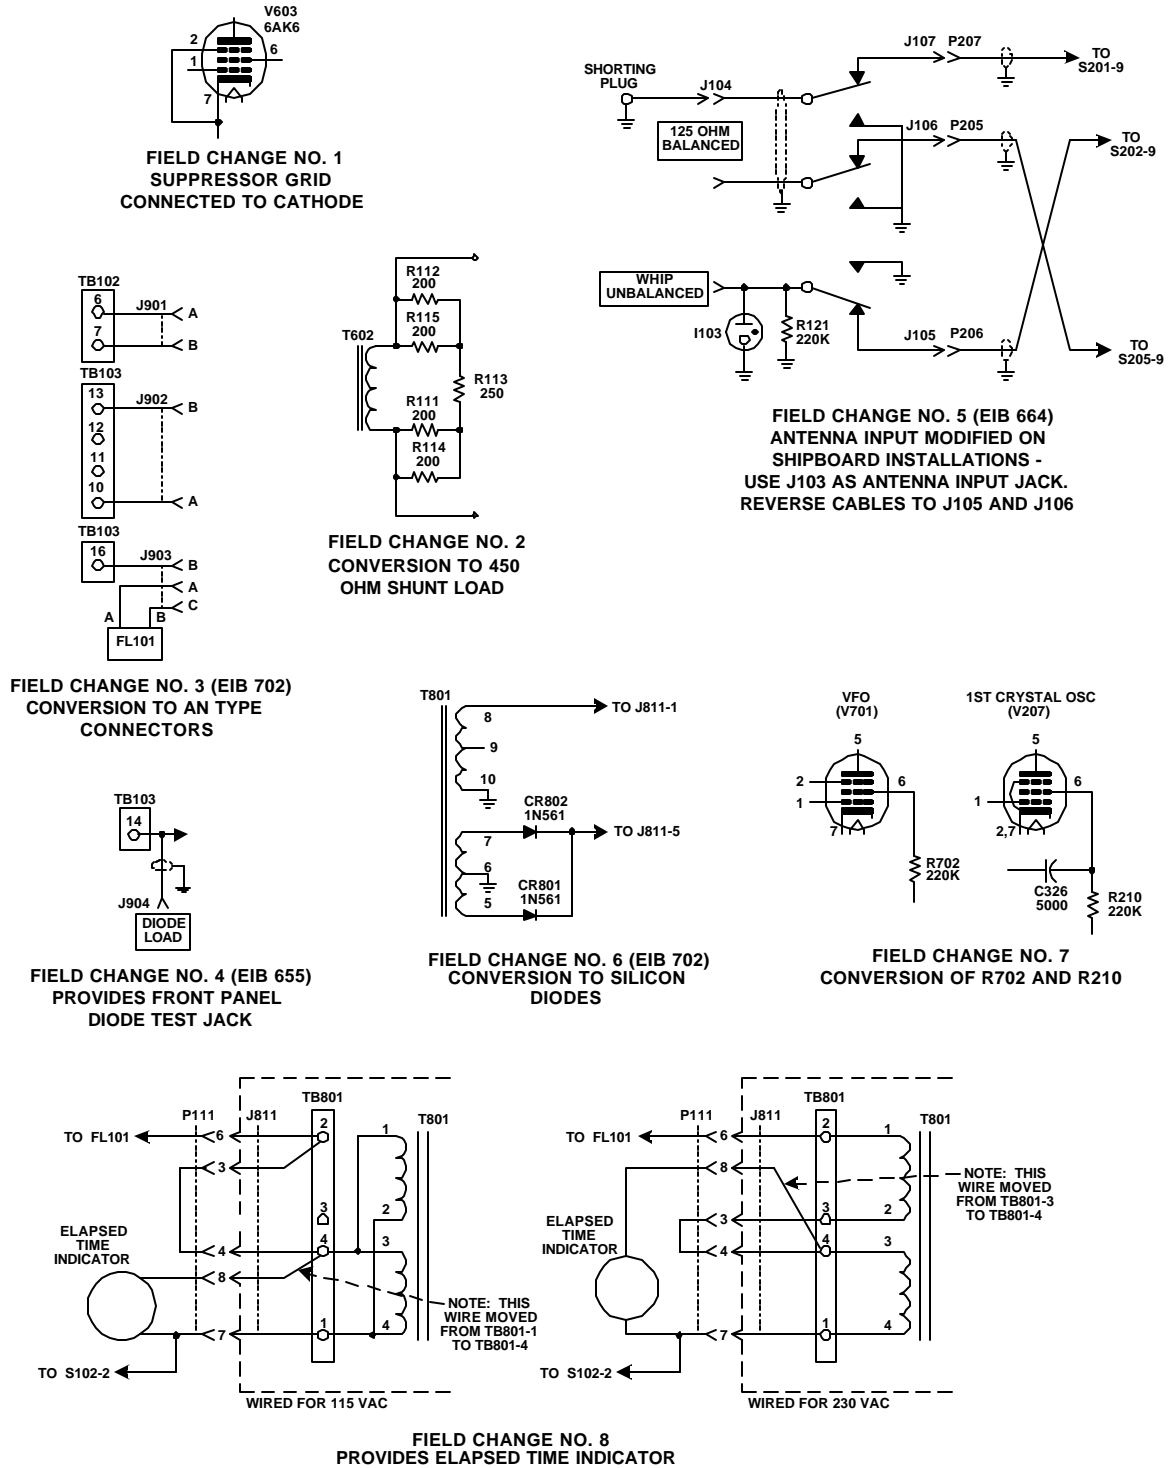 V603
6AK6
2
6
1
7
FIELD CHANGE NO. 1
SUPPRESSOR GRID
CONNECTED TO CATHODE
J107 P207
TO
S201-9
SHORTING
PLUG
J104
125 OHM
BALANCED
J106 P205
TO
S202-9
WHIP
UNBALANCED
I103
R121
220K
J105 P206
TO
S205-9
FIELD CHANGE NO. 5 (EIB 664)
ANTENNA INPUT MODIFIED ON
SHIPBOARD INSTALLATIONS -
USE J103 AS ANTENNA INPUT JACK.
REVERSE CABLES TO J105 AND J106
TB102
6
J901
A
7
B
TB103
13
J902
B
12
11
10
A
TB103
16
J903
B
A
C
A
B
FL101
FIELD CHANGE NO. 3 (EIB 702)
CONVERSION TO AN TYPE
CONNECTORS
R112
200
R115
200
T602
R113
250
R111
200
R114
200
FIELD CHANGE NO. 2
CONVERSION TO 450
OHM SHUNT LOAD
TB103
14
J904
DIODE
LOAD
FIELD CHANGE NO. 4 (EIB 655)
PROVIDES FRONT PANEL
DIODE TEST JACK
T801
8
TO J811-1
9
10
CR802
1N561
7
TO J811-5
6
CR801
1N561
5
FIELD CHANGE NO. 6 (EIB 702)
CONVERSION TO SILICON
DIODES
VFO
(V701)
5
2
6
1
7
R702
220K
1ST CRYSTAL OSC
(V207)
5
6
1
2,7
C326
5000
R210
220K
FIELD CHANGE NO. 7
CONVERSION OF R702 AND R210
TB801
P111
J811
T801
TO FL101
6
2
1
3
3
2
ELAPSED
TIME
INDICATOR
4
4
3
8
NOTE: THIS
WIRE MOVED
FROM TB801-1
TO TB801-4
7
1
4
TO S102-2
WIRED FOR 115 VAC
TB801
P111
J811
T801
TO FL101
6
2
1
8
NOTE: THIS
WIRE MOVED
FROM TB801-3
TO TB801-4
3
3
2
ELAPSED
TIME
INDICATOR
4
4
3
7
1
4
TO S102-2
WIRED FOR 230 VAC
FIELD CHANGE NO. 8
PROVIDES ELAPSED TIME INDICATOR